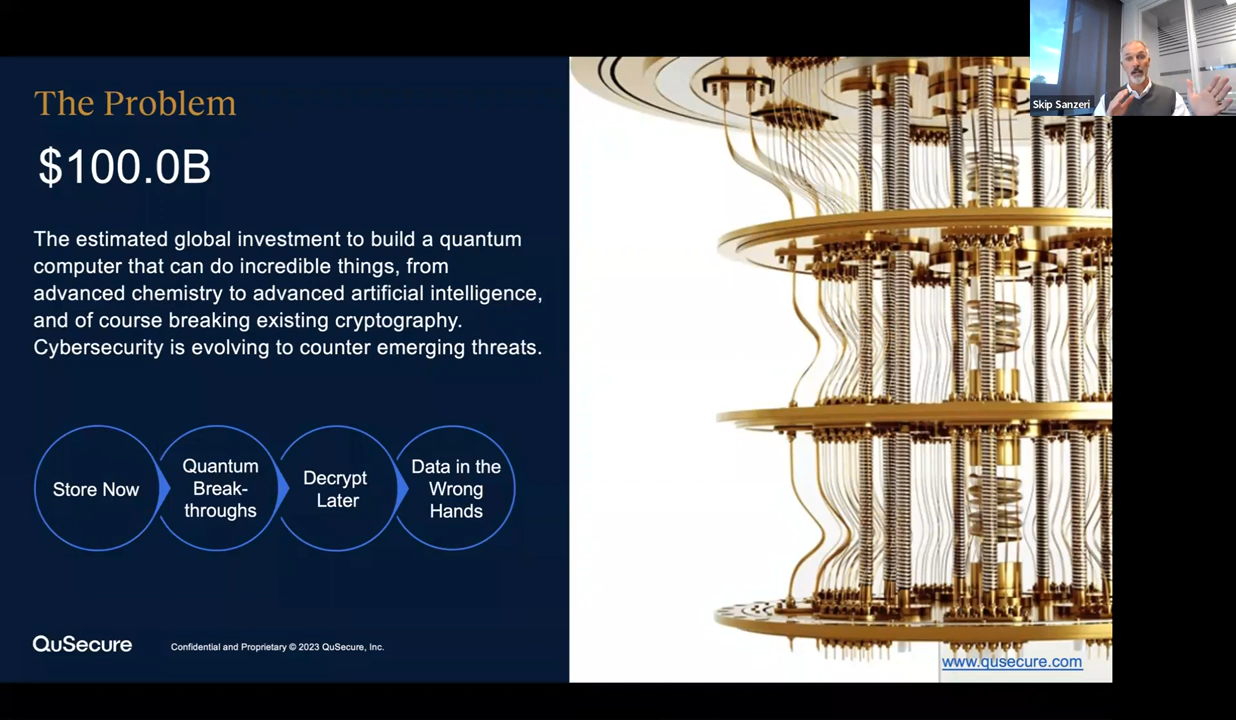 The Problem
$100.0B
The estimated global investment to build a quantum
computer that can do incredible things, from
advanced chemistry to advanced artificial intelligence,
and of course breaking existing cryptography.
Cybersecurity is evolving to counter emerging threats.
Store Now
Quantum
Break-
throughs
Decrypt
Later
Data in the
Wrong
Hands
QuSecure
Confidential and Proprietary © 2023 QuSecure, Inc.
www.qusecure.com
Skip Sanzeri